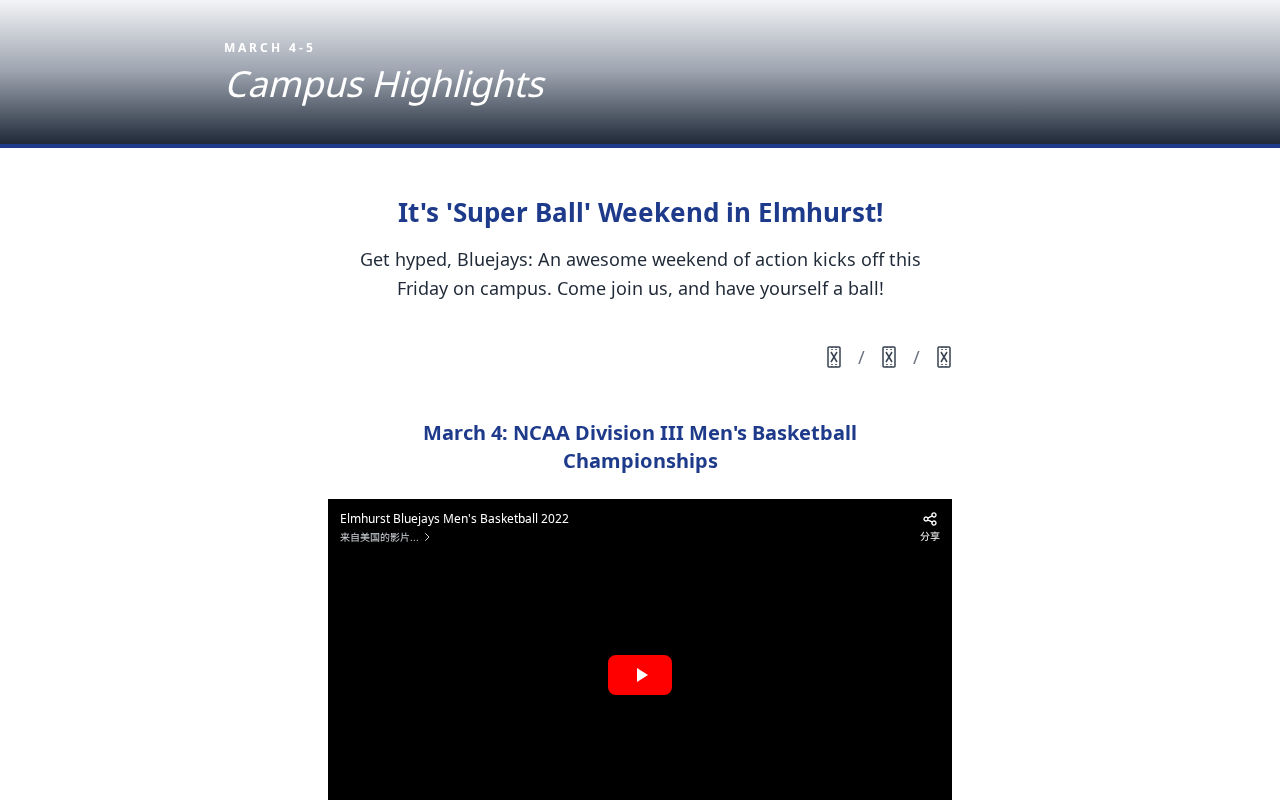 MARCH 4-5
Campus Highlights
It's 'Super Ball' Weekend in Elmhurst!
Get hyped, Bluejays: An awesome weekend of action kicks off this
Friday on campus. Come join us, and have yourself a ball!
/ /
March 4: NCAA Division III Men's Basketball
Championships
Elmhurst Bluejays Men's Basketball 2022
来自美国的影片...
分享